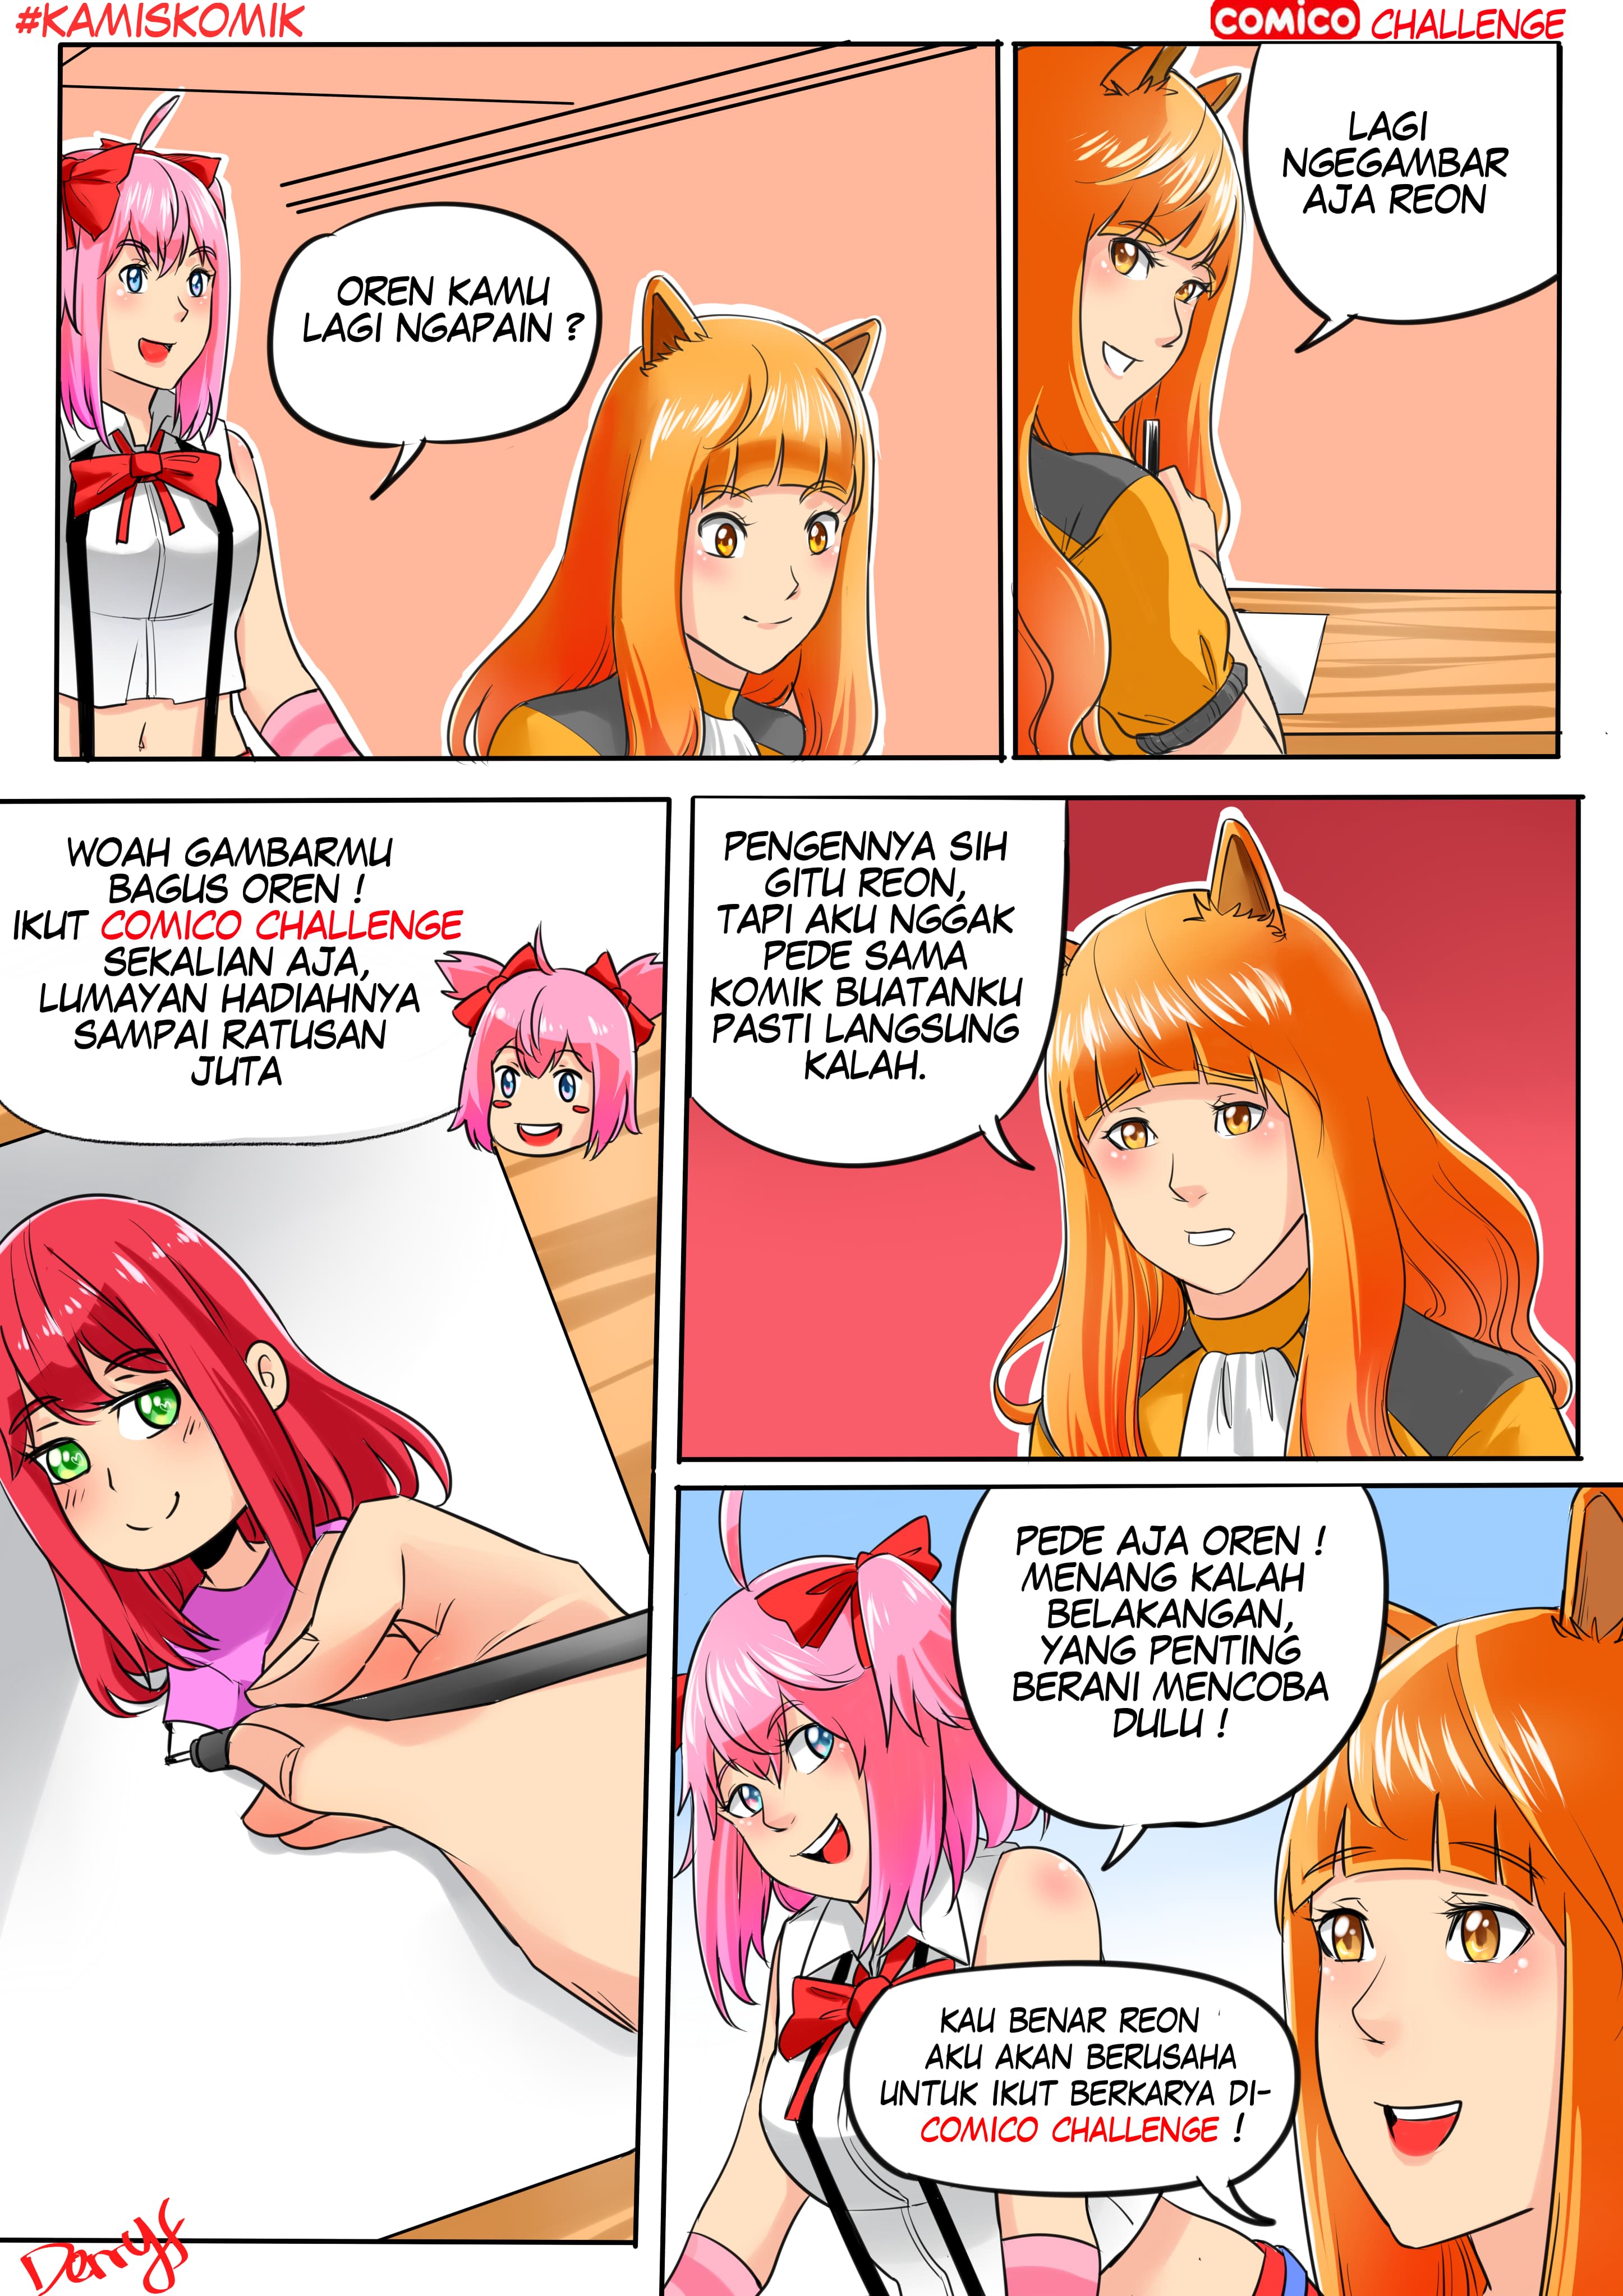 #KAMISKOMIK
COMICO CHALLENGE
OREN KAMU
LAGI NGAPAIN ?
LAGI
NGEGAMBAR
AJA REON
WOAH GAMBARMU
BAGUS OREN !
IKUT COMICO CHALLENGE
SEKALIAN AJA,
LUMAYAN HADIAHNYA
SAMPAI RATUSAN
JUTA
PENGENNYA SIH
GITU REON,
TAPI AKU NGGAK
PEDE SAMA
KOMIK BUATANKU
PASTI LANGSUNG
KALAH.
PEDE AJA OREN !
MENANG KALAH
BELAKANGAN,
YANG PENTING
BERANI MENCOBA
DULU !
KAU BENAR REON
AKU AKAN BERUSAHA
UNTUK IKUT BERKARYA DI-
COMICO CHALLENGE !
Derryf